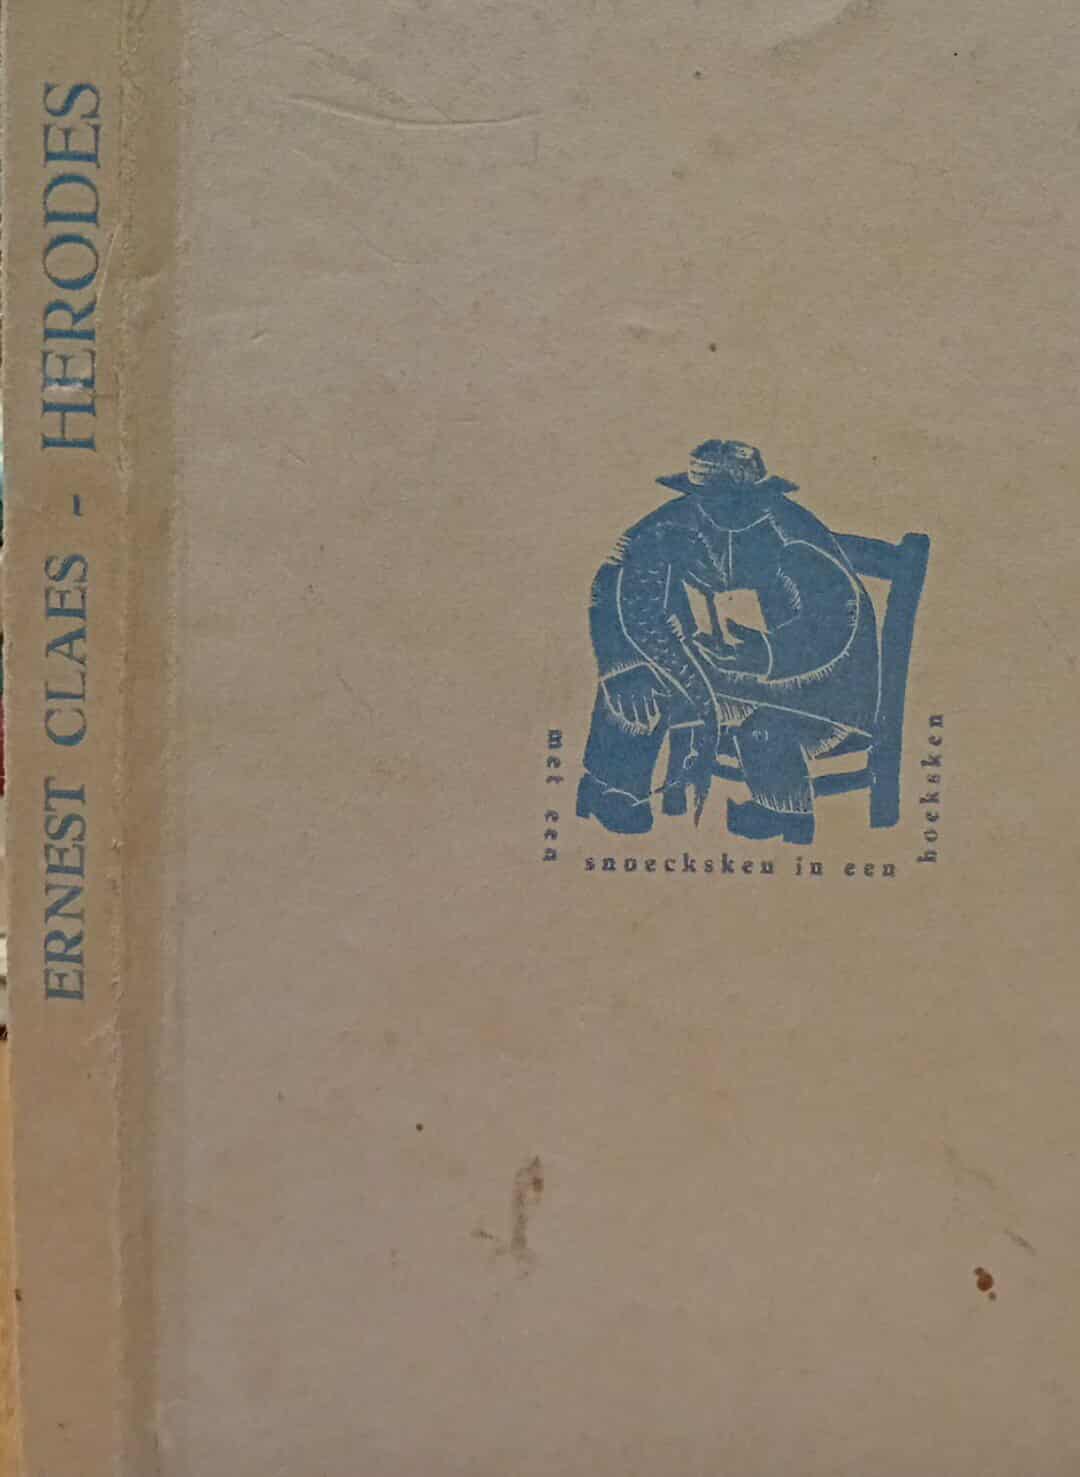 ERNEST CLAES - HERODES
met een
snoecksken in een
hoeksken